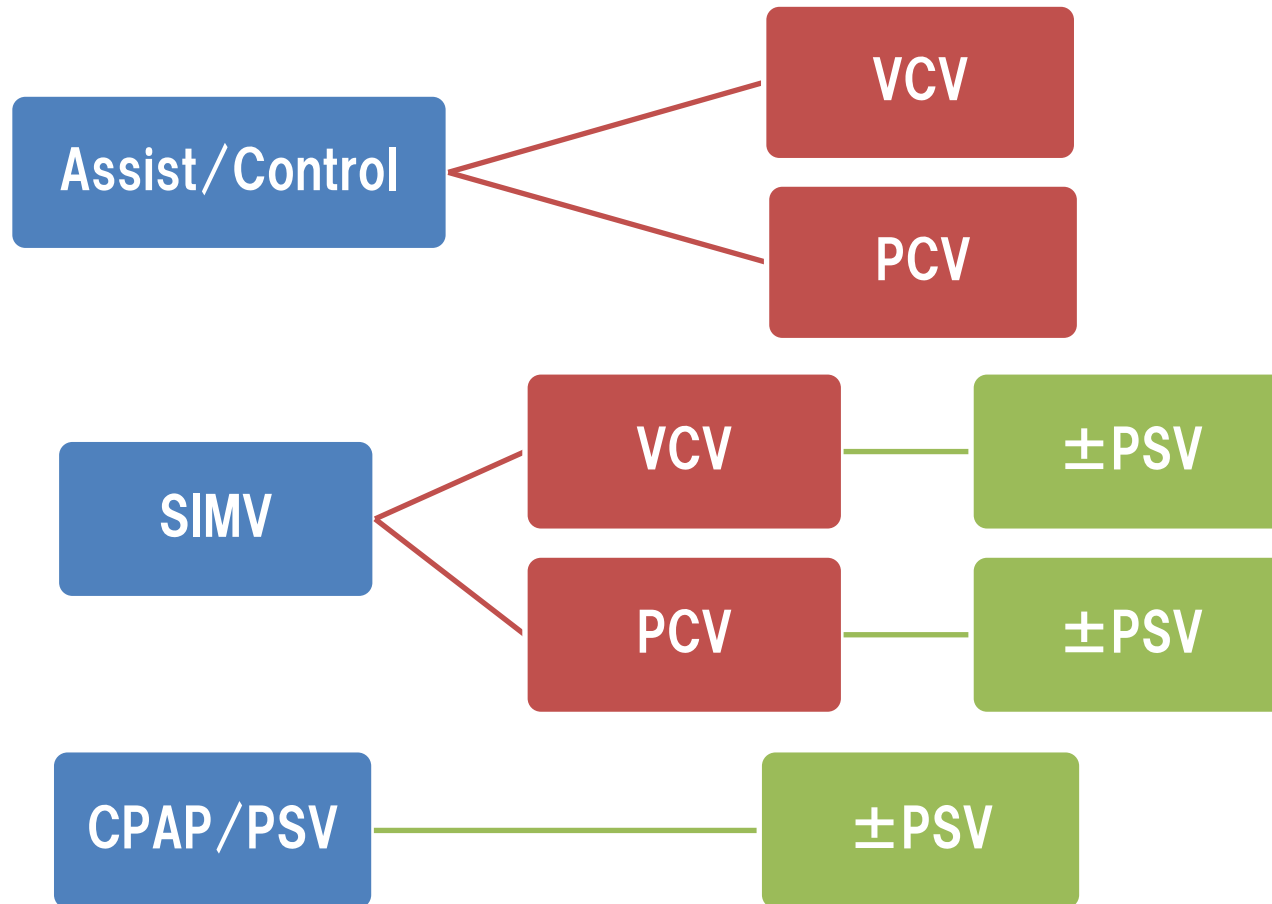 Assist/Control
VCV
PCV
SIMV
VCV
±PSV
PCV
±PSV
CPAP/PSV
±PSV